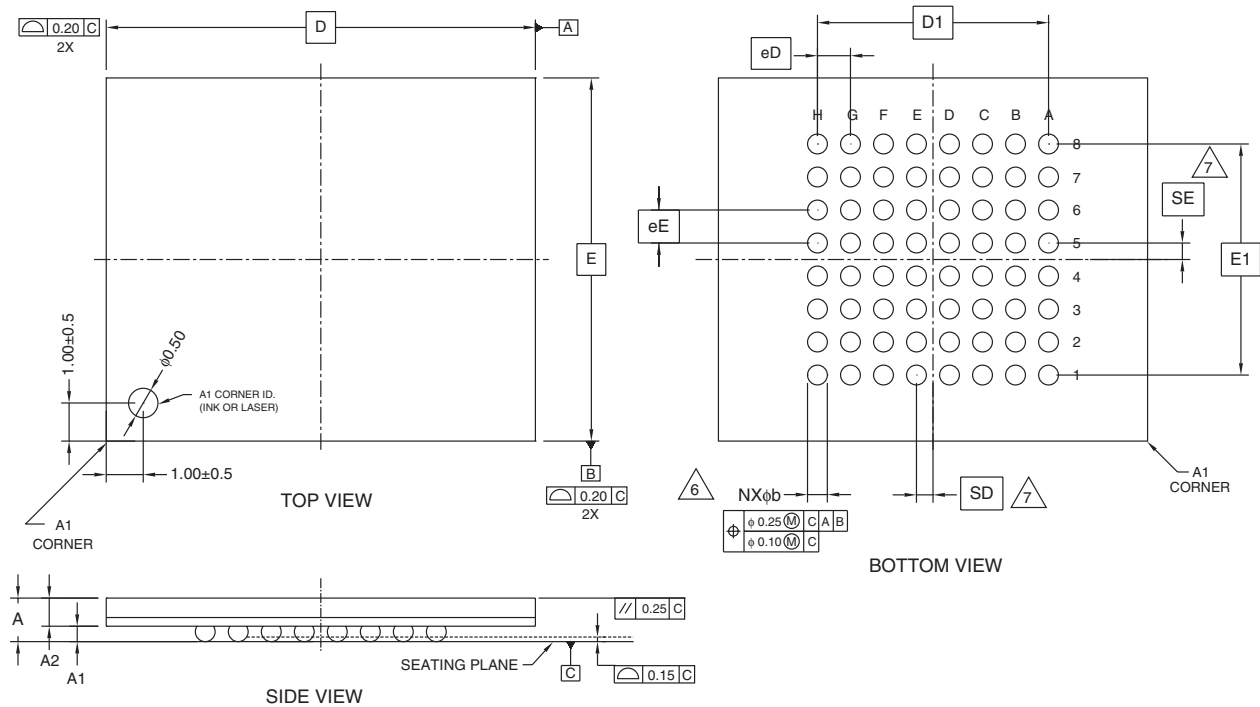 0.20 C
2X
D
A
E
1.00±0.5
φ0.50
A1 CORNER ID.
(INK OR LASER)
1.00±0.5
B
0.20 C
2X
TOP VIEW
A1
CORNER
D1
eD
H G F E D C B A
8
7
6
5
4
3
2
1
7
SE
eE
E1
6
NXφb
SD
7
A1
CORNER
φ 0.25 M C A B
φ 0.10 M C
BOTTOM VIEW
A
A2
A1
// 0.25 C
SEATING PLANE
C
0.15 C
SIDE VIEW